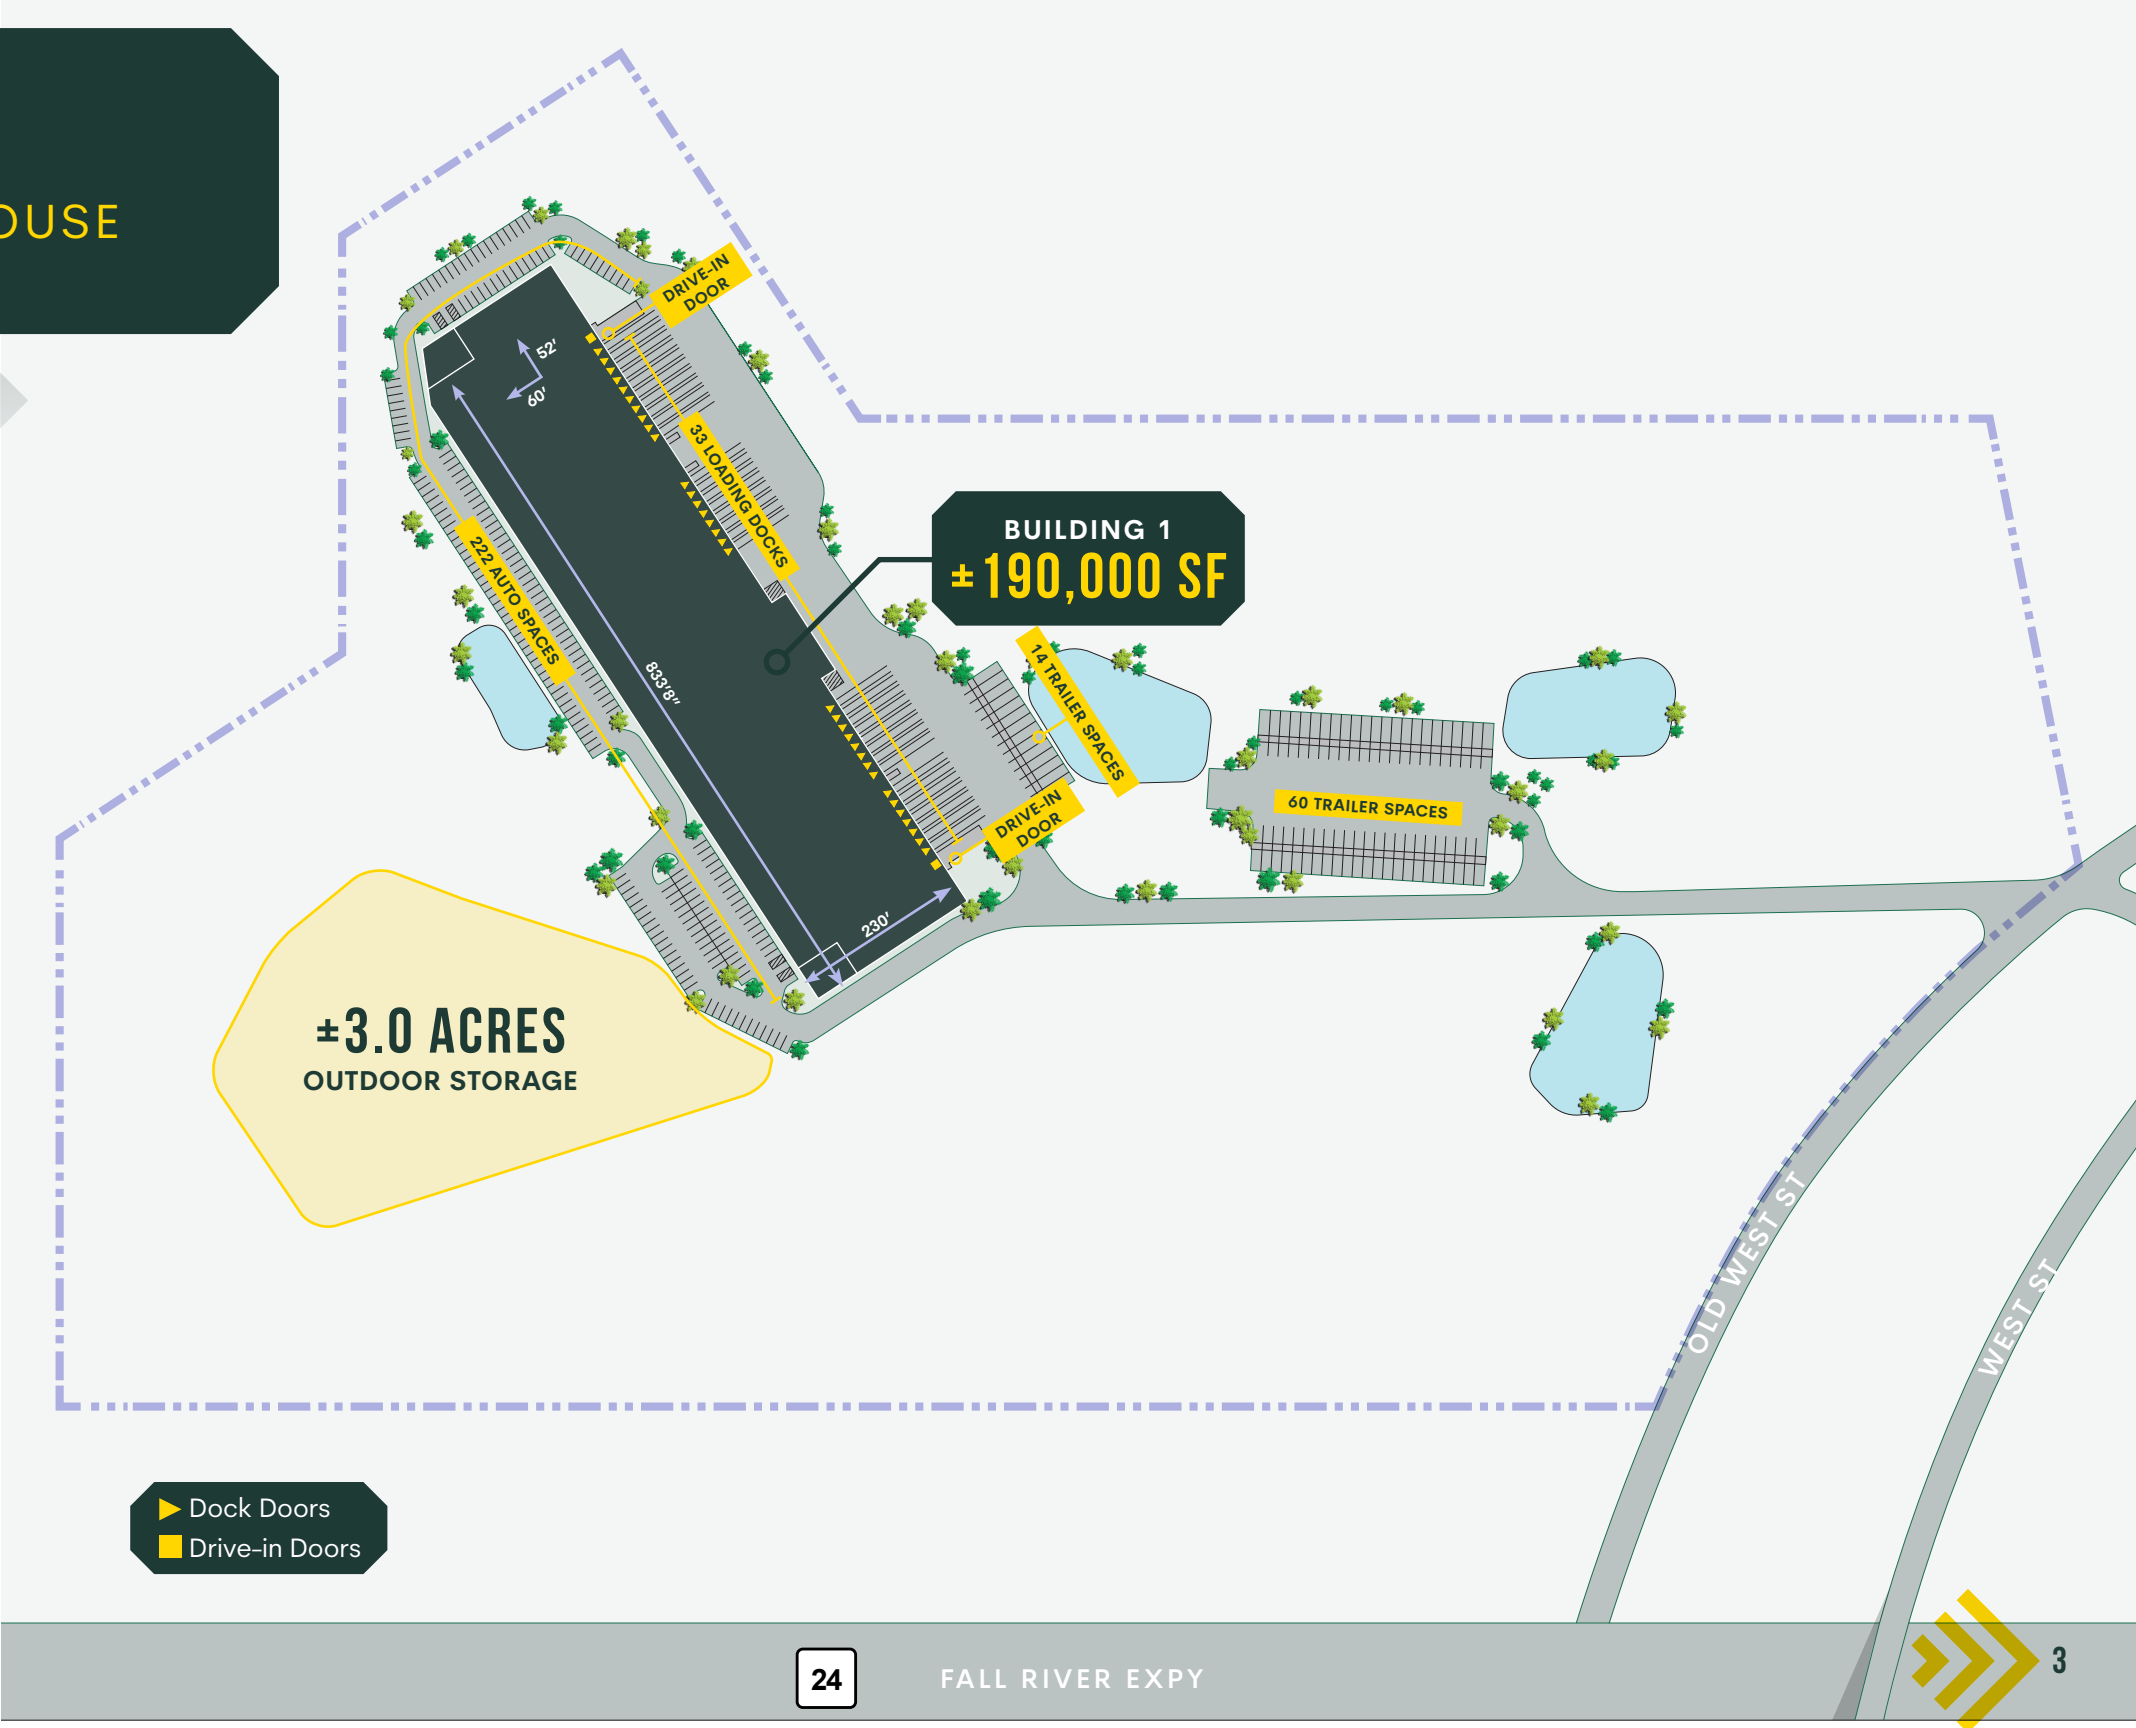 OUSE
DRIVE-IN
DOOR
52'
60'
33 LOADING DOCKS
BUILDING 1
±190,000 SF
222 AUTO SPACES
833'8"
14 TRAILER SPACES
60 TRAILER SPACES
DRIVE-IN
DOOR
230'
±3.0 ACRES
OUTDOOR STORAGE
OLD WEST ST
WEST ST
Dock Doors
Drive-in Doors
24
FALL RIVER EXPY
3